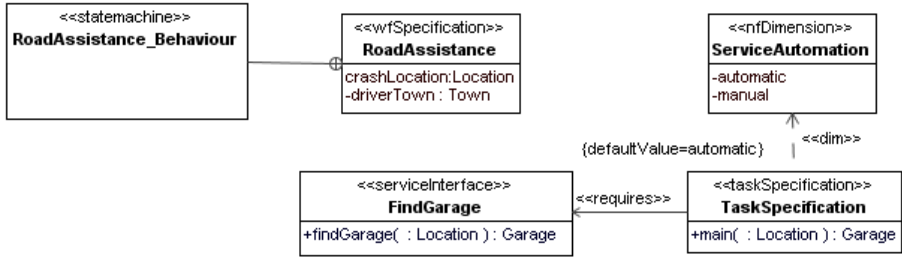 <<statemachine>>
RoadAssistance_Behaviour
<<wfSpecification>>
RoadAssistance
crashLocation:Location
-driverTown : Town
<<nfDimension>>
ServiceAutomation
-automatic
-manual
{defaultValue=automatic}
<<dim>>
<<serviceInterface>>
FindGarage
+findGarage( : Location ) : Garage
<<requires>>
<<taskSpecification>>
TaskSpecification
+main( : Location ) : Garage